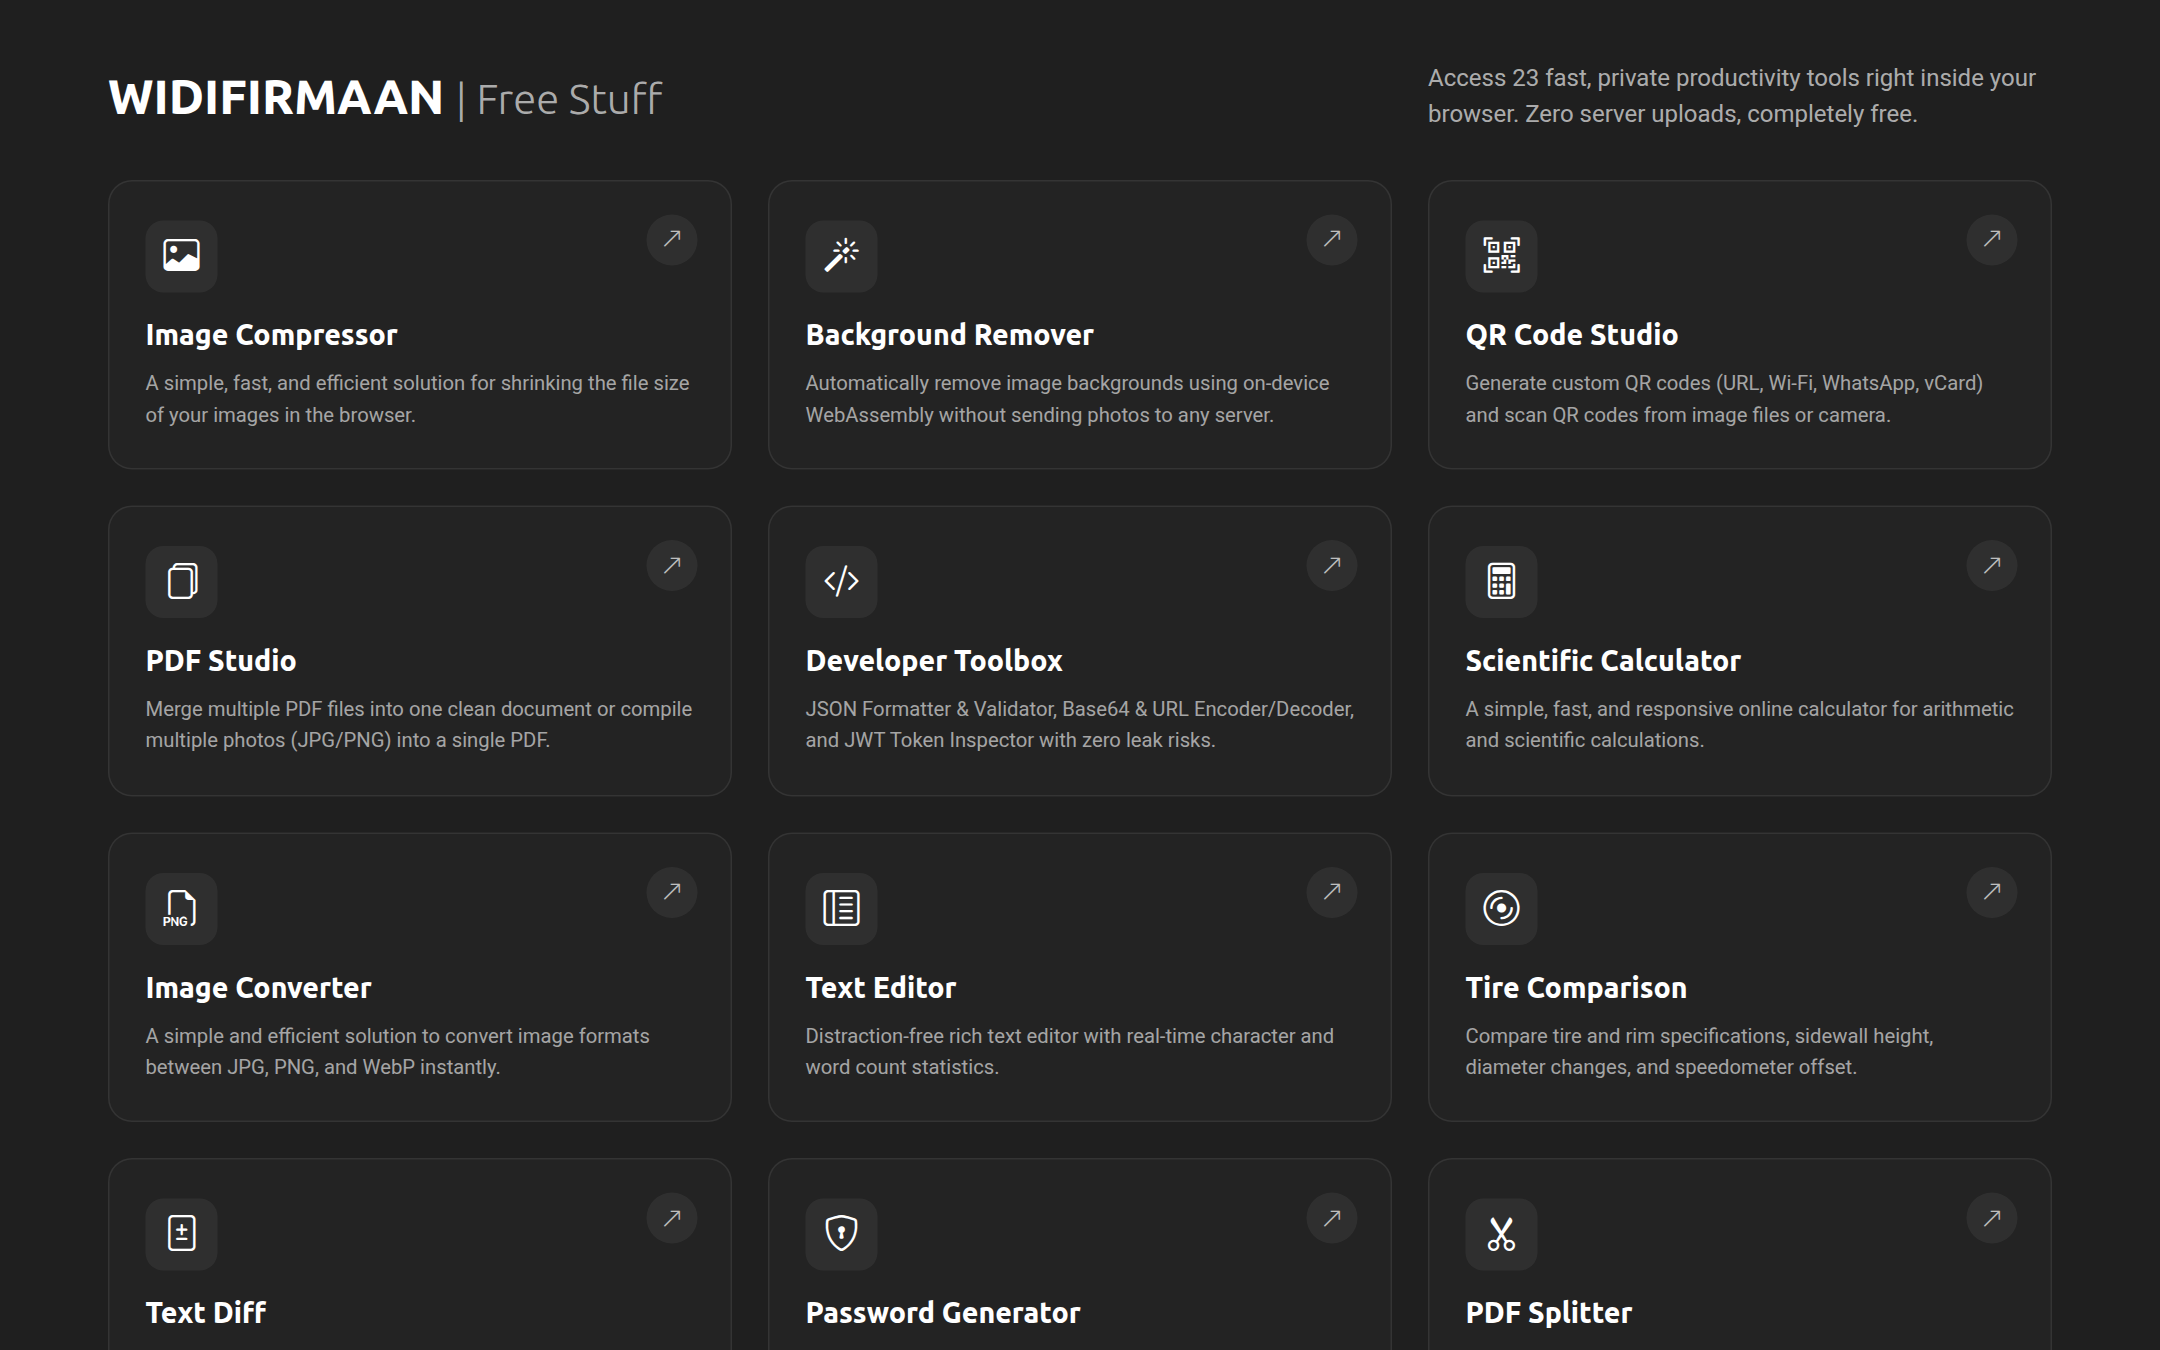 WIDIFIRMAAN | Free Stuff
Access 23 fast, private productivity tools right inside your
browser. Zero server uploads, completely free.
Image Compressor
A simple, fast, and efficient solution for shrinking the file size
of your images in the browser.
Background Remover
Automatically remove image backgrounds using on-device
WebAssembly without sending photos to any server.
QR Code Studio
Generate custom QR codes (URL, Wi-Fi, WhatsApp, vCard)
and scan QR codes from image files or camera.
PDF Studio
Merge multiple PDF files into one clean document or compile
multiple photos (JPG/PNG) into a single PDF.
Developer Toolbox
JSON Formatter & Validator, Base64 & URL Encoder/Decoder,
and JWT Token Inspector with zero leak risks.
Scientific Calculator
A simple, fast, and responsive online calculator for arithmetic
and scientific calculations.
PNG
Image Converter
A simple and efficient solution to convert image formats
between JPG, PNG, and WebP instantly.
Text Editor
Distraction-free rich text editor with real-time character and
word count statistics.
Tire Comparison
Compare tire and rim specifications, sidewall height,
diameter changes, and speedometer offset.
Text Diff
Password Generator
PDF Splitter